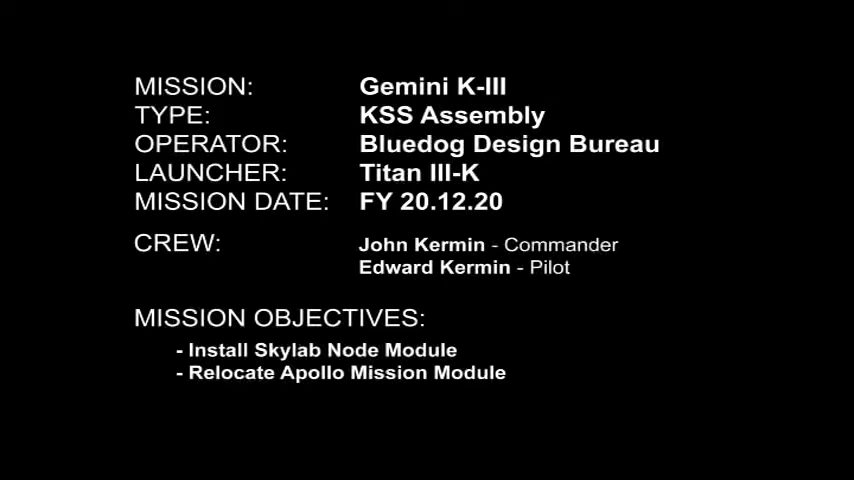 MISSION: Gemini K-III
TYPE: KSS Assembly
OPERATOR: Bluedog Design Bureau
LAUNCHER: Titan III-K
MISSION DATE: FY 20.12.20
CREW: John Kermin - Commander
Edward Kermin - Pilot
MISSION OBJECTIVES:
- Install Skylab Node Module
- Relocate Apollo Mission Module